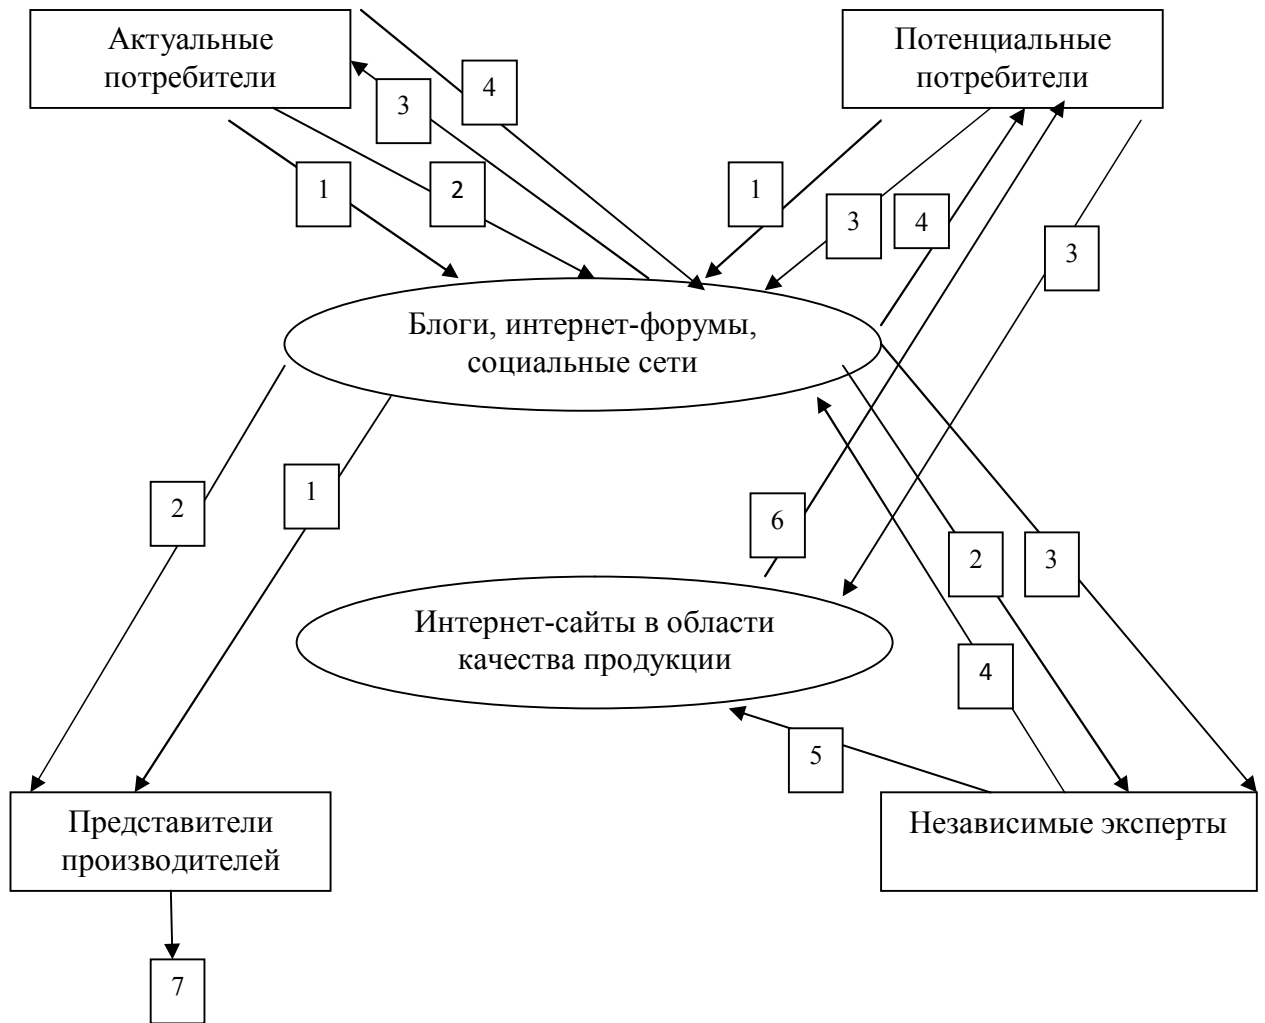 Актуальные
потребители
Потенциальные
потребители
4
3
1
2
1
3
4
3
Блоги, интернет-форумы,
социальные сети
2
1
6
2
3
Интернет-сайты в области
качества продукции
4
5
Представители
производителей
Независимые эксперты
7